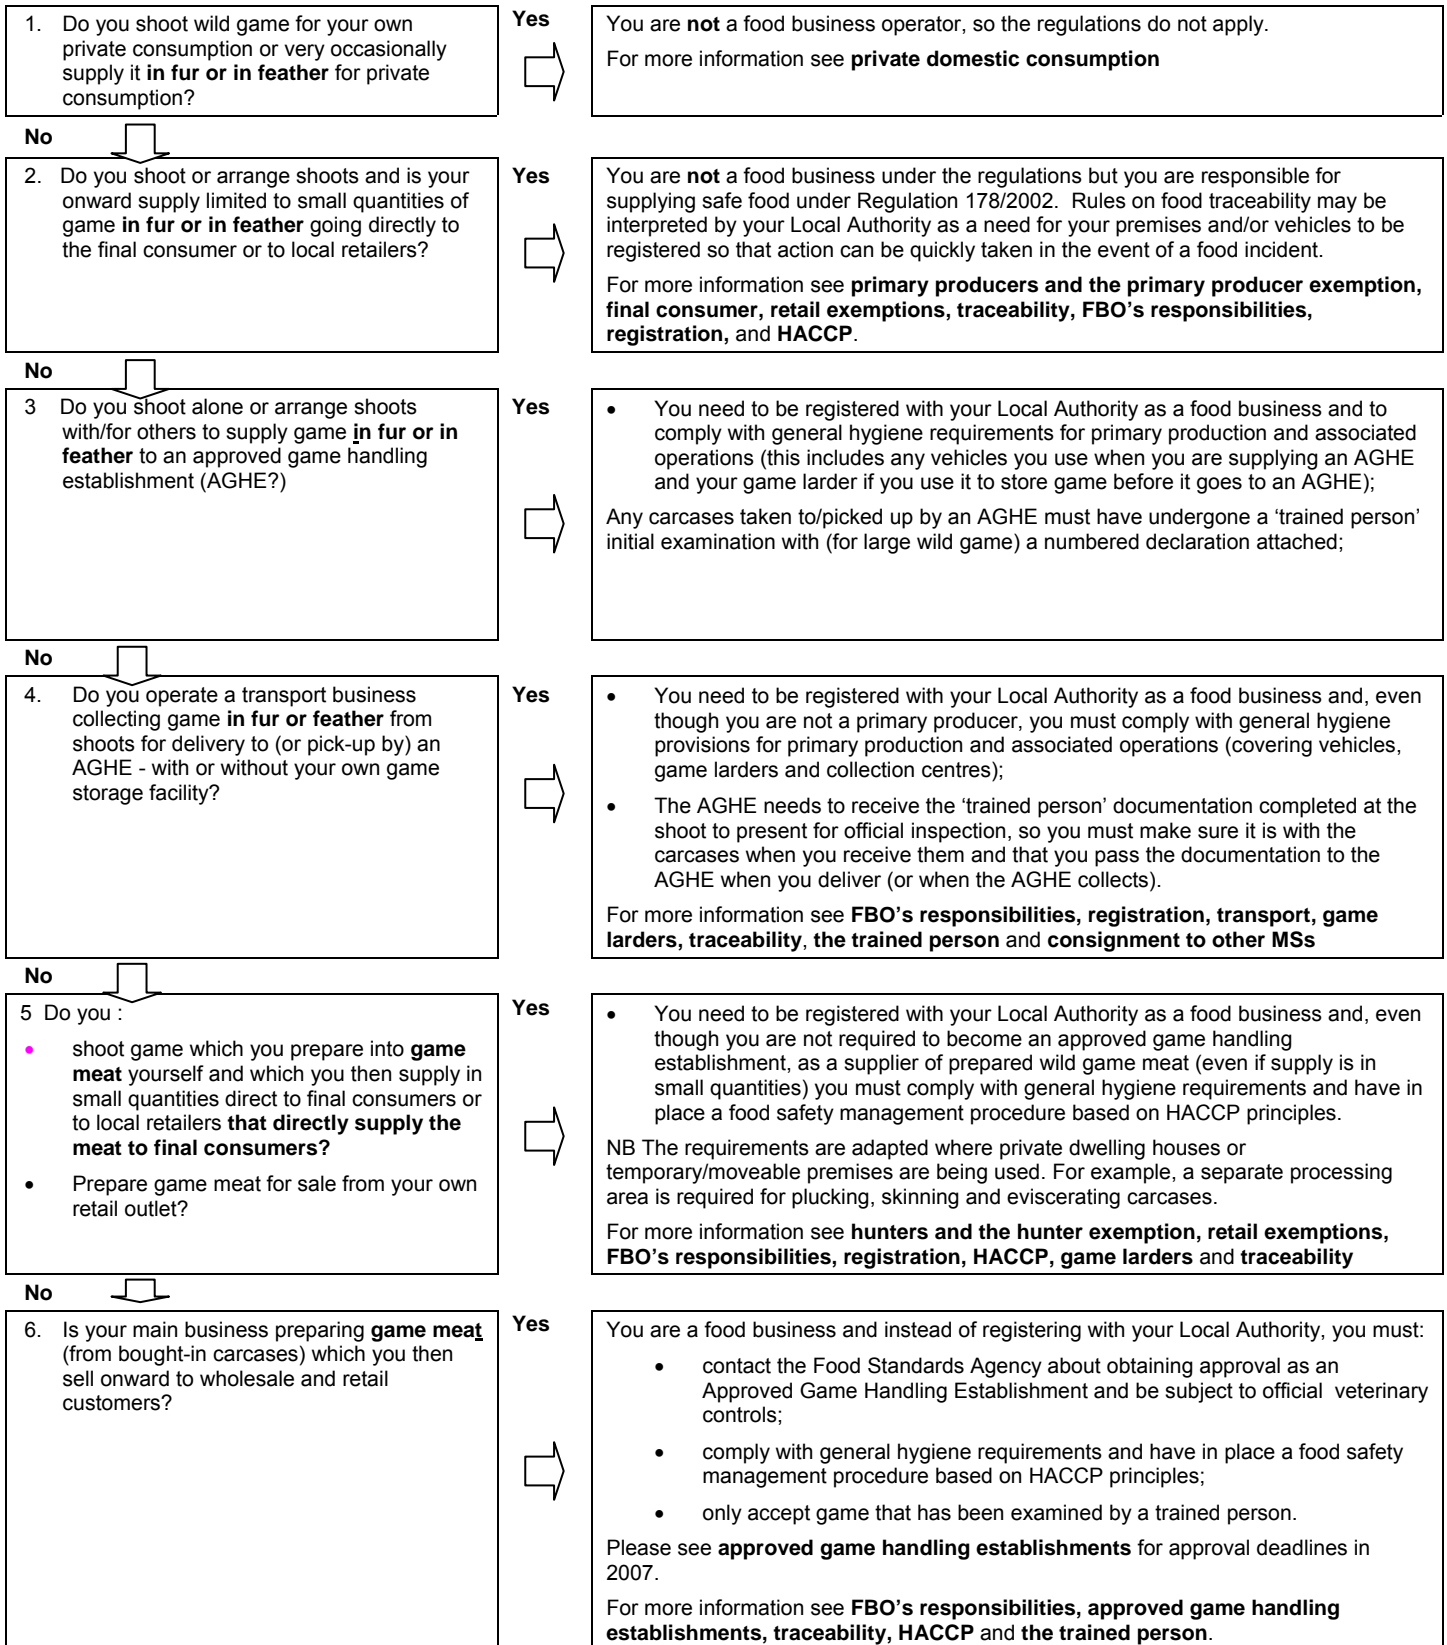 1. Do you shoot wild game for your own
private consumption or very occasionally
supply it in fur or in feather for private
consumption?
Yes
You are not a food business operator, so the regulations do not apply.
For more information see private domestic consumption
No
2. Do you shoot or arrange shoots and is your
onward supply limited to small quantities of
game in fur or in feather going directly to
the final consumer or to local retailers?
Yes
You are not a food business under the regulations but you are responsible for
supplying safe food under Regulation 178/2002. Rules on food traceability may be
interpreted by your Local Authority as a need for your premises and/or vehicles to be
registered so that action can be quickly taken in the event of a food incident.
For more information see primary producers and the primary producer exemption,
final consumer, retail exemptions, traceability, FBO's responsibilities,
registration, and HACCP.
No
3 Do you shoot alone or arrange shoots
with/for others to supply game in fur or in
feather to an approved game handling
establishment (AGHE?)
Yes
• You need to be registered with your Local Authority as a food business and to
comply with general hygiene requirements for primary production and associated
operations (this includes any vehicles you use when you are supplying an AGHE
and your game larder if you use it to store game before it goes to an AGHE);
Any carcases taken to/picked up by an AGHE must have undergone a 'trained person'
initial examination with (for large wild game) a numbered declaration attached;
No
4. Do you operate a transport business
collecting game in fur or feather from
shoots for delivery to (or pick-up by) an
AGHE - with or without your own game
storage facility?
Yes
• You need to be registered with your Local Authority as a food business and, even
though you are not a primary producer, you must comply with general hygiene
provisions for primary production and associated operations (covering vehicles,
game larders and collection centres);
• The AGHE needs to receive the 'trained person' documentation completed at the
shoot to present for official inspection, so you must make sure it is with the
carcases when you receive them and that you pass the documentation to the
AGHE when you deliver (or when the AGHE collects).
For more information see FBO's responsibilities, registration, transport, game
larders, traceability, the trained person and consignment to other MSs
No
5 Do you :
• shoot game which you prepare into game
meat yourself and which you then supply in
small quantities direct to final consumers or
to local retailers that directly supply the
meat to final consumers?
• Prepare game meat for sale from your own
retail outlet?
Yes
• You need to be registered with your Local Authority as a food business and, even
though you are not required to become an approved game handling
establishment, as a supplier of prepared wild game meat (even if supply is in
small quantities) you must comply with general hygiene requirements and have in
place a food safety management procedure based on HACCP principles.
NB The requirements are adapted where private dwelling houses or
temporary/moveable premises are being used. For example, a separate processing
area is required for plucking, skinning and eviscerating carcases.
For more information see hunters and the hunter exemption, retail exemptions,
FBO's responsibilities, registration, HACCP, game larders and traceability
No
6. Is your main business preparing game meat
(from bought-in carcases) which you then
sell onward to wholesale and retail
customers?
Yes
You are a food business and instead of registering with your Local Authority, you must:
• contact the Food Standards Agency about obtaining approval as an
Approved Game Handling Establishment and be subject to official veterinary
controls;
• comply with general hygiene requirements and have in place a food safety
management procedure based on HACCP principles;
• only accept game that has been examined by a trained person.
Please see approved game handling establishments for approval deadlines in
2007.
For more information see FBO's responsibilities, approved game handling
establishments, traceability, HACCP and the trained person.